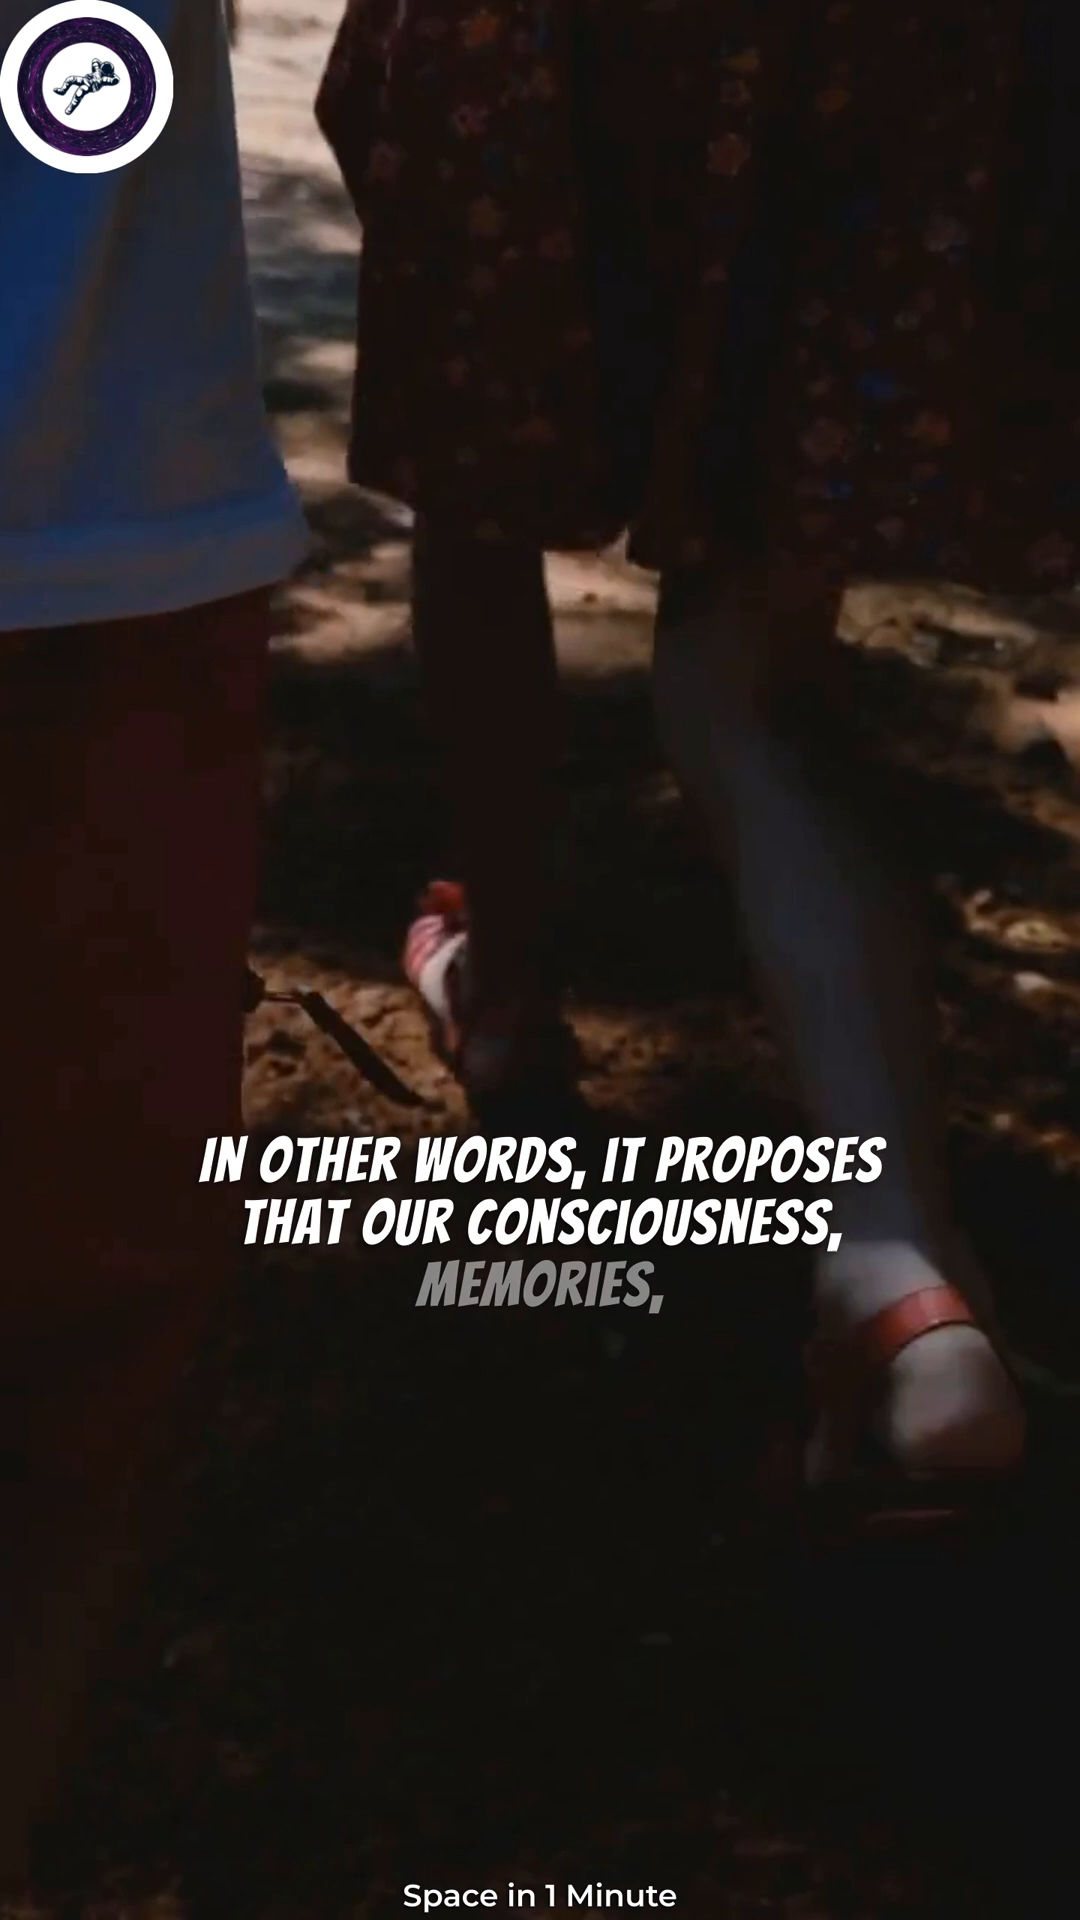 IN OTHER WORDS, IT PROPOSES
THAT OUR CONSCIOUSNESS,
MEMORIES,
Space in 1 Minute